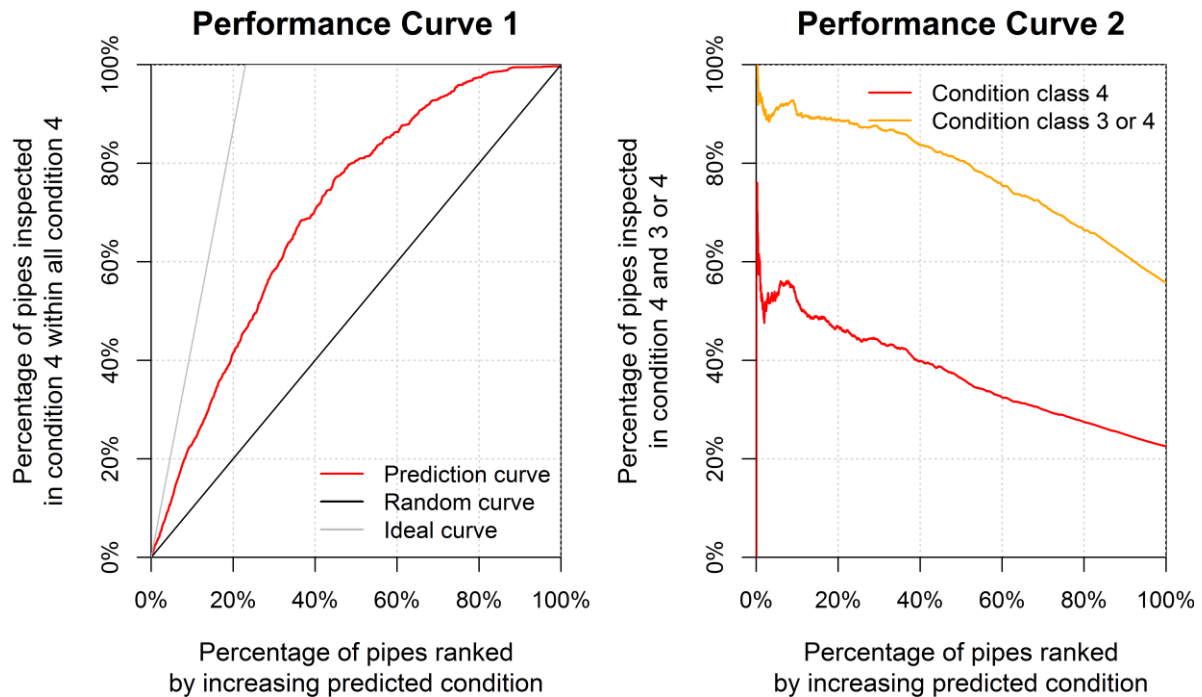 Performance Curve 1
Percentage of pipes inspected
in condition 4 within all condition 4
100%
80%
60%
40%
20%
0%
Prediction curve
Random curve
Ideal curve
0% 20% 40% 60% 80% 100%
Percentage of pipes ranked
by increasing predicted condition
Performance Curve 2
Percentage of pipes inspected
in condition 4 and 3 or 4
100%
80%
60%
40%
20%
0%
Condition class 4
Condition class 3 or 4
0% 20% 40% 60% 80% 100%
Percentage of pipes ranked
by increasing predicted condition